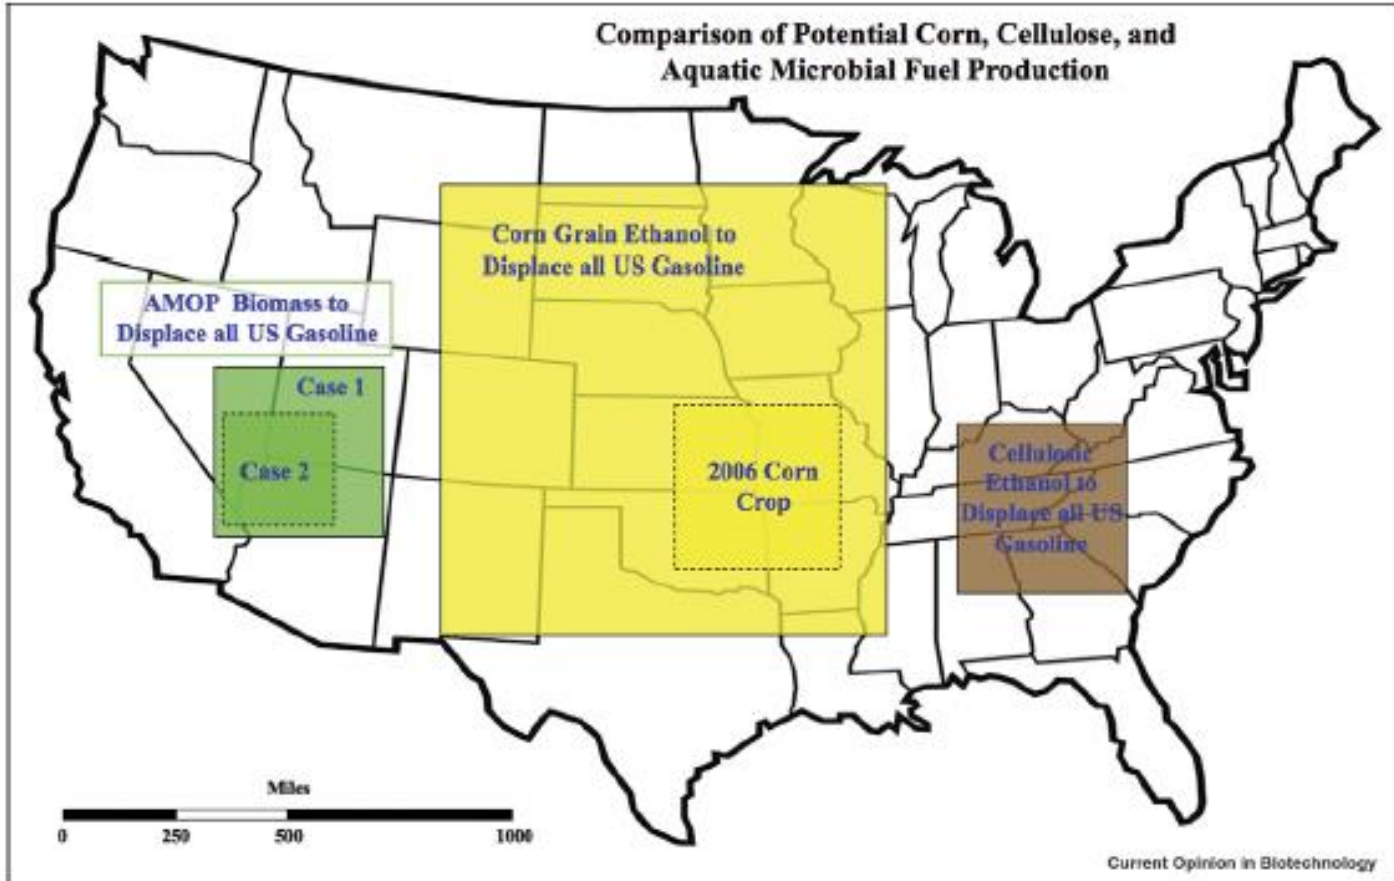 Comparison of Potential Corn, Cellulose, and
Aquatic Microbial Fuel Production
Corn Grain Ethanol to
Displace all US Gasoline
AMOP Biomass to
Displace all US Gasoline
Case 1
Case 2
2006 Corn
Crop
Cellulosic
Ethanol to
Displace all US
Gasoline
Miles
0 250 500 1000
Current Opinion in Biotechnology